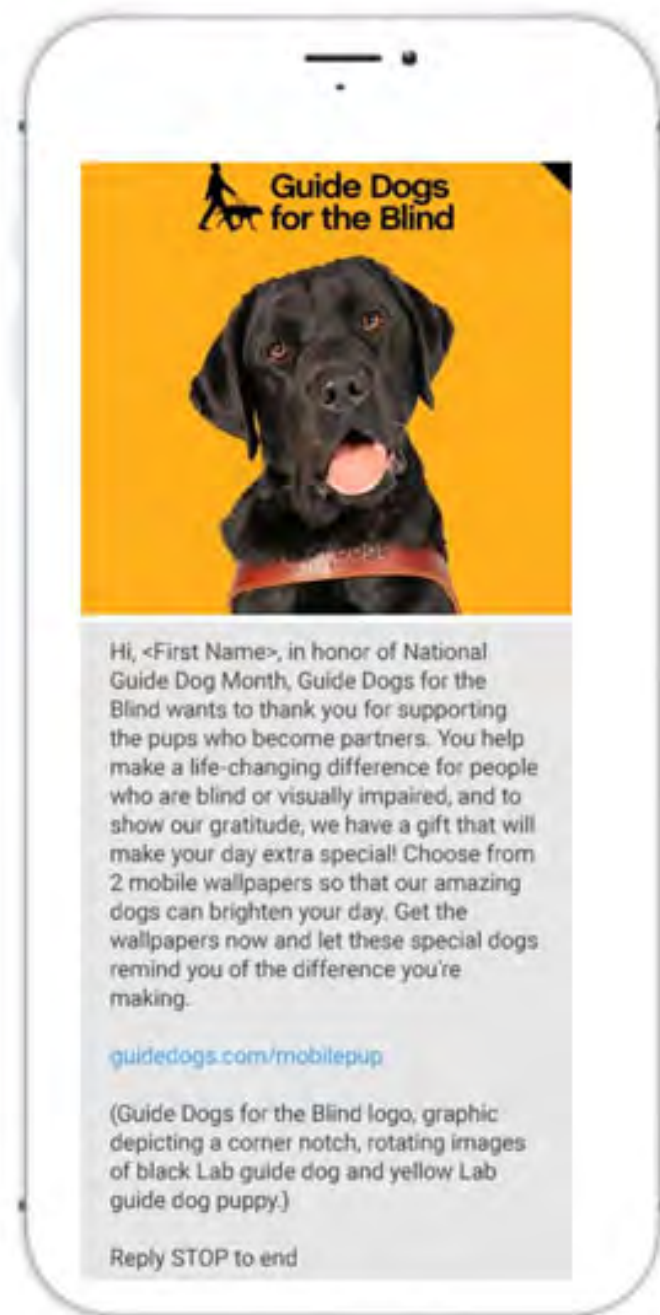 Guide Dogs
for the Blind
Hi, <First Name>, in honor of National
Guide Dog Month, Guide Dogs for the
Blind wants to thank you for supporting
the pups who become partners. You help
make a life-changing difference for people
who are blind or visually impaired, and to
show our gratitude, we have a gift that will
make your day extra special! Choose from
2 mobile wallpapers so that our amazing
dogs can brighten your day. Get the
wallpapers now and let these special dogs
remind you of the difference you're
making.
guidedogs.com/mobilepup
(Guide Dogs for the Blind logo, graphic
depicting a corner notch, rotating images
of black Lab guide dog and yellow Lab
guide dog puppy.)
Reply STOP to end